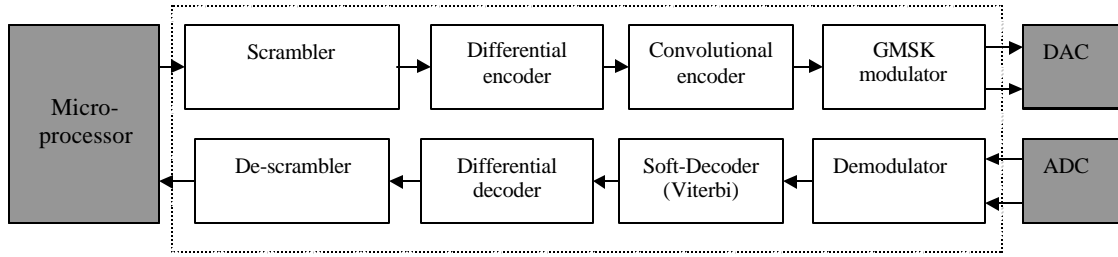 Micro-
processor
Scrambler
Differential
encoder
Convolutional
encoder
GMSK
modulator
DAC
De-scrambler
Differential
decoder
Soft-Decoder
(Viterbi)
Demodulator
ADC